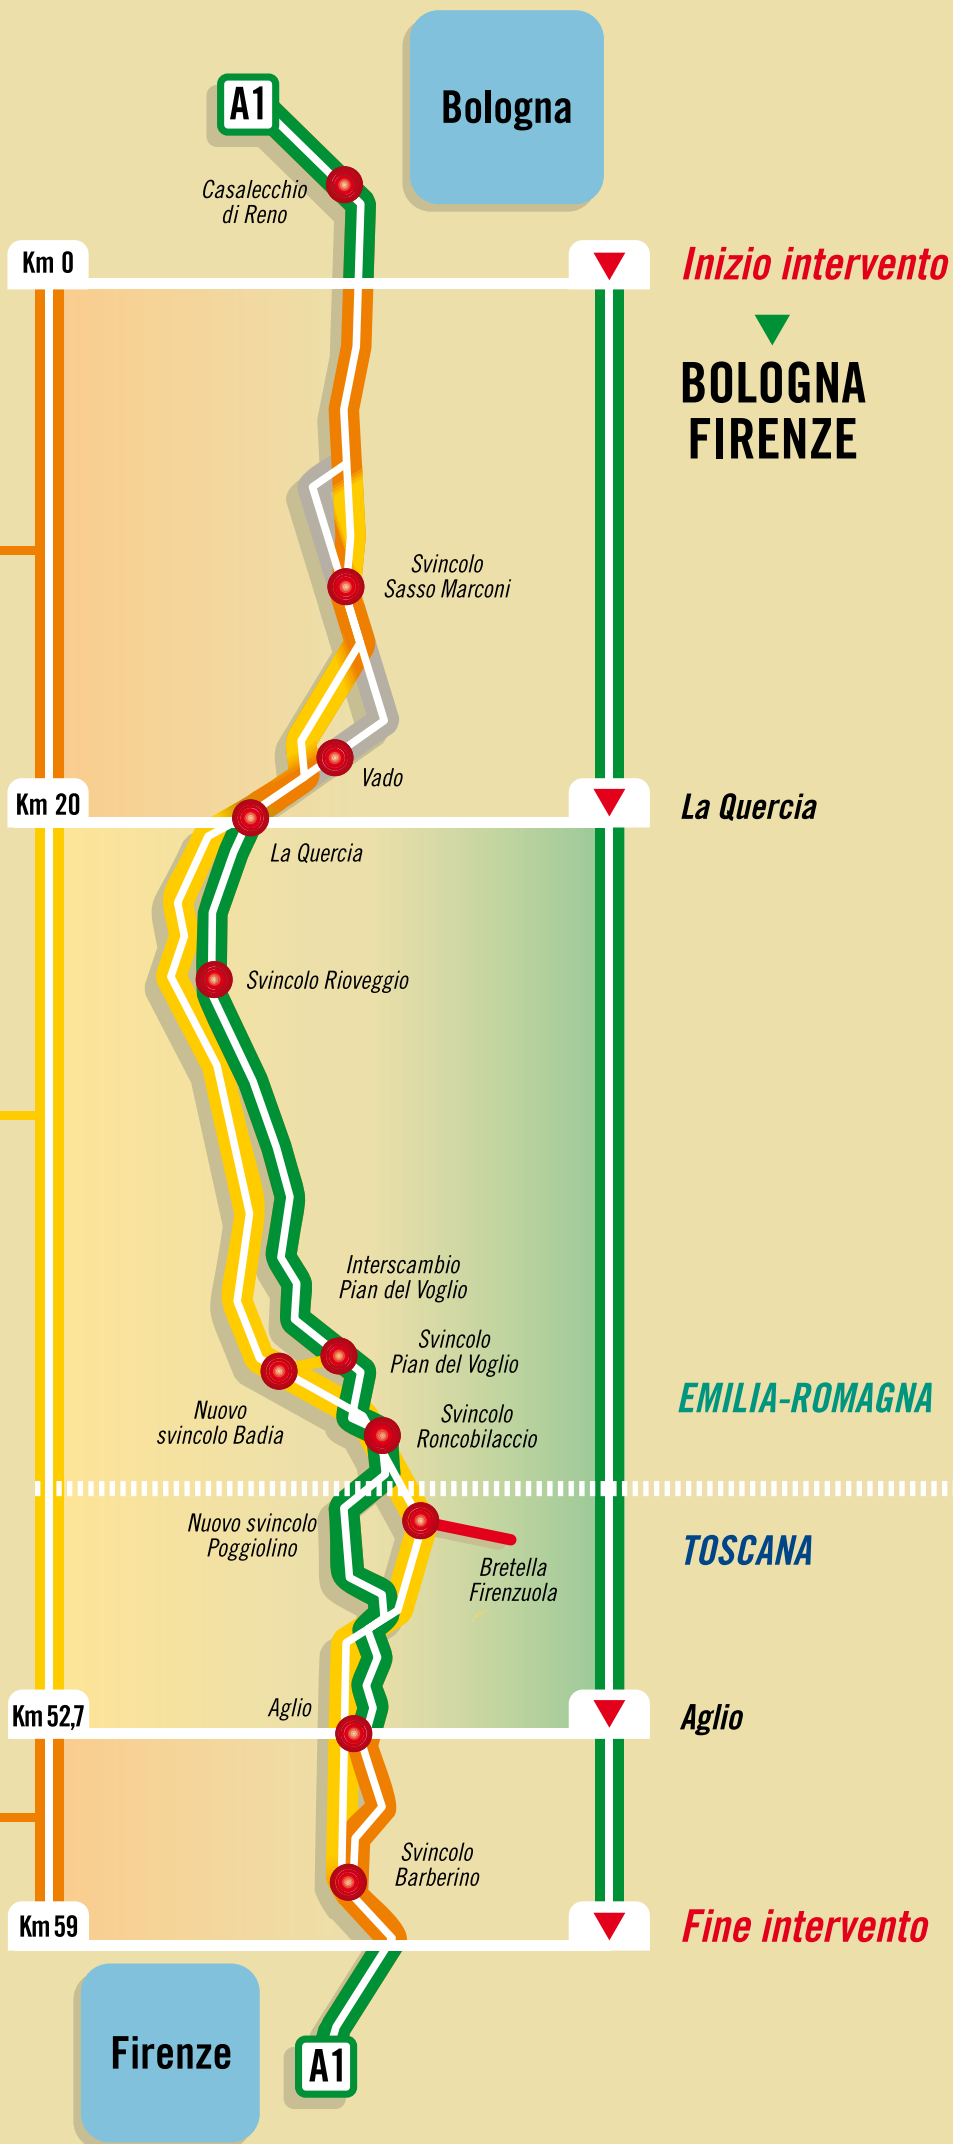 Bologna
A1
Casalecchio
di Reno
Km 0
Inizio intervento
BOLOGNA
FIRENZE
Svincolo
Sasso Marconi
Vado
Km 20
La Quercia
La Quercia
Svincolo Rioveggio
Interscambio
Pian del Voglio
Svincolo
Pian del Voglio
Nuovo
svincolo Badia
Svincolo
Roncobilaccio
EMILIA-ROMAGNA
Nuovo svincolo
Poggiolino
TOSCANA
Bretella
Firenzuola
Aglio
Km 52,7
Aglio
Svincolo
Barberino
Km 59
Fine intervento
Firenze
A1